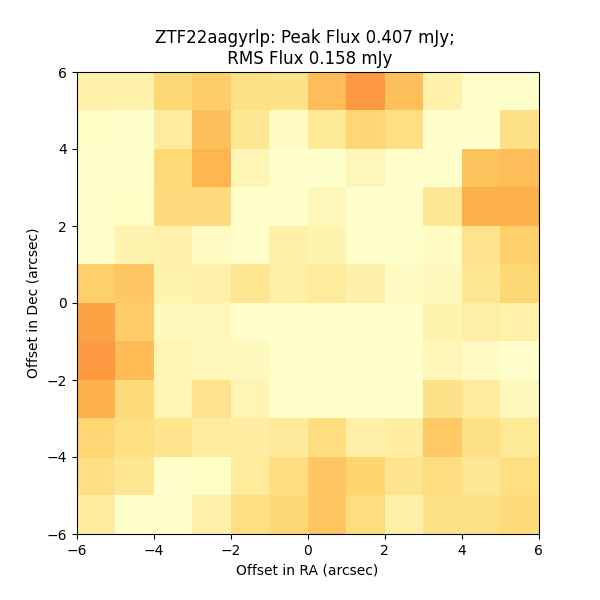 ZTF22aagyrlp: Peak Flux 0.407 mJy;
RMS Flux 0.158 mJy
6
4
2
0
−2
−4
−6
Offset in Dec (arcsec)
−6 −4 −2 0 2 4 6
Offset in RA (arcsec)